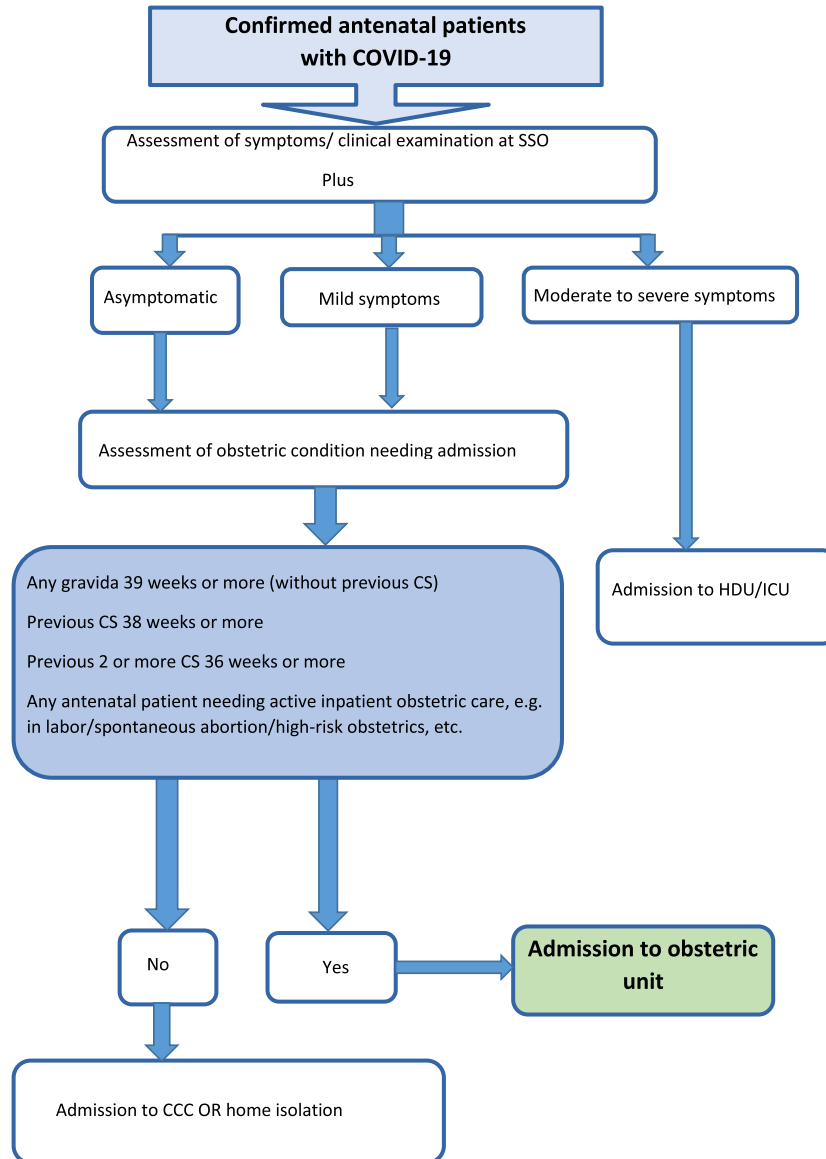 Confirmed antenatal patients
with COVID-19
Assessment of symptoms/ clinical examination at SSO
Plus
Asymptomatic
Mild symptoms
Moderate to severe symptoms
Assessment of obstetric condition needing admission
Any gravida 39 weeks or more (without previous CS)
Previous CS 38 weeks or more
Previous 2 or more CS 36 weeks or more
Any antenatal patient needing active inpatient obstetric care, e.g.
in labor/spontaneous abortion/high-risk obstetrics, etc.
Admission to HDU/ICU
No
Yes
Admission to obstetric
unit
Admission to CCC OR home isolation